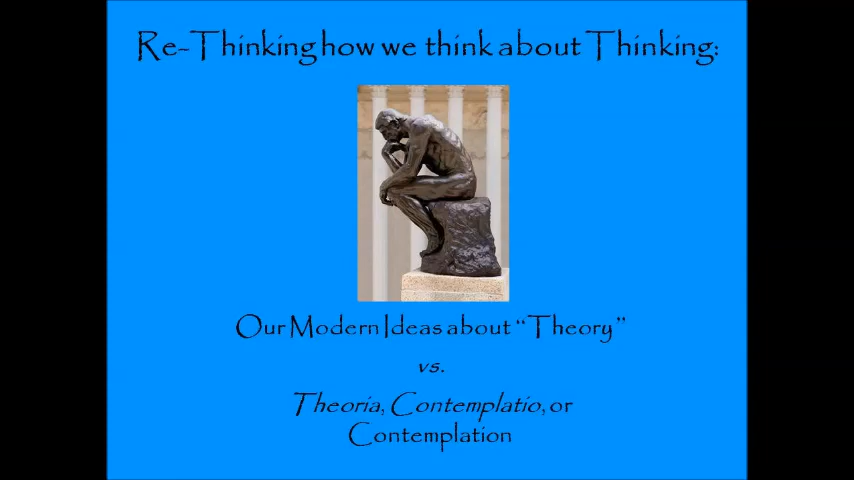 Re-Thinking how we think about Thinking:
Our Modern Ideas about “Theory”
vs.
Theoria, Contemplatio, or
Contemplation